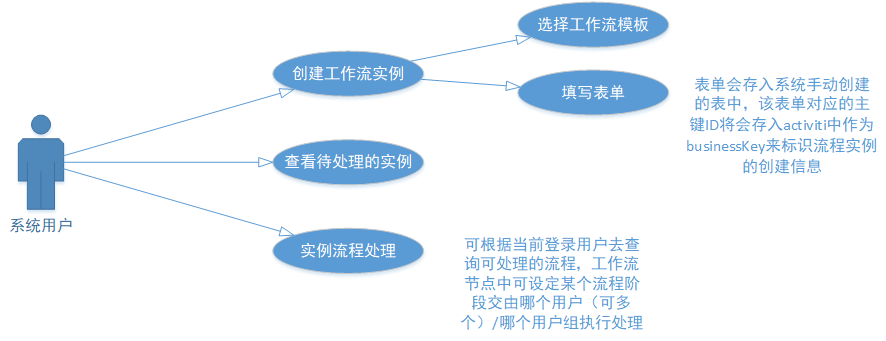 选择工作流模板
创建工作流实例
填写表单
表单会存入系统手动创建
的表中，该表单对应的主
键ID将会存入activiti中作为
businessKey来标识流程实例
的创建信息
查看待处理的实例
系统用户
实例流程处理
可根据当前登录用户去查
询可处理的流程，工作流
节点中可设定某个流程阶
段交由哪个用户（可多
个）/哪个用户组执行处理